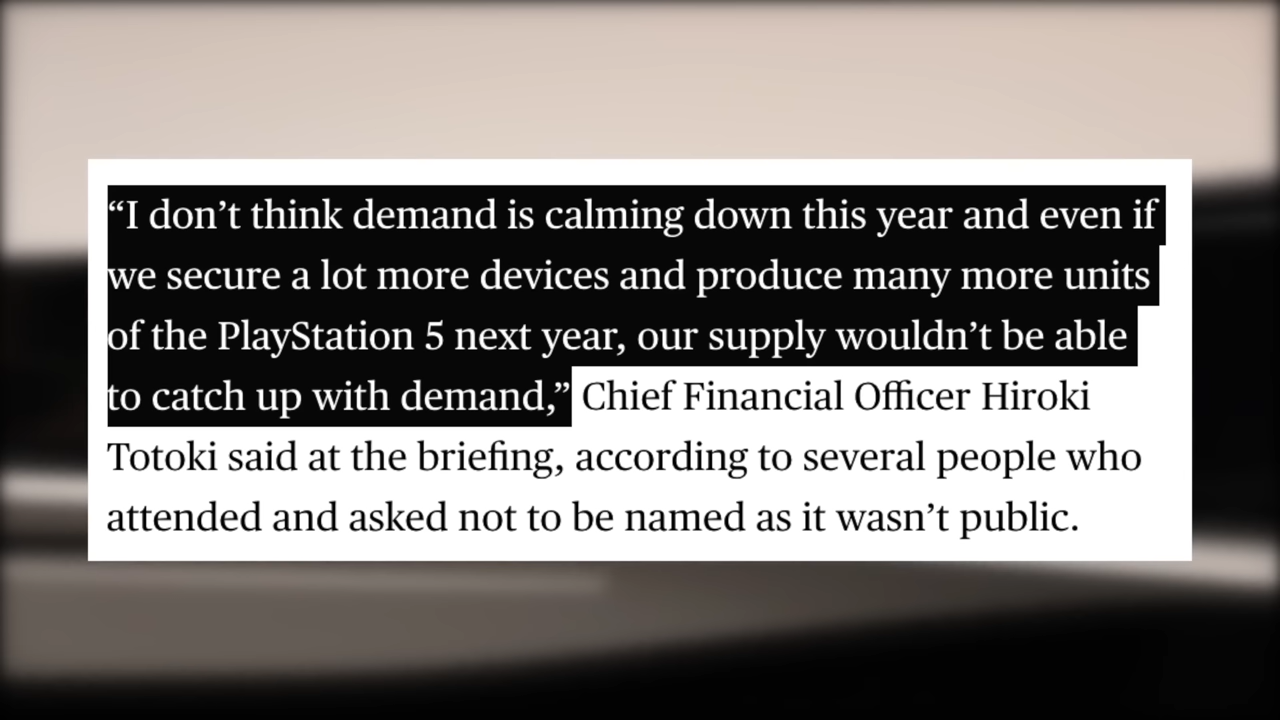 “I don’t think demand is calming down this year and even if
we secure a lot more devices and produce many more units
of the PlayStation 5 next year, our supply wouldn’t be able
to catch up with demand,” Chief Financial Officer Hiroki
Totoki said at the briefing, according to several people who
attended and asked not to be named as it wasn’t public.